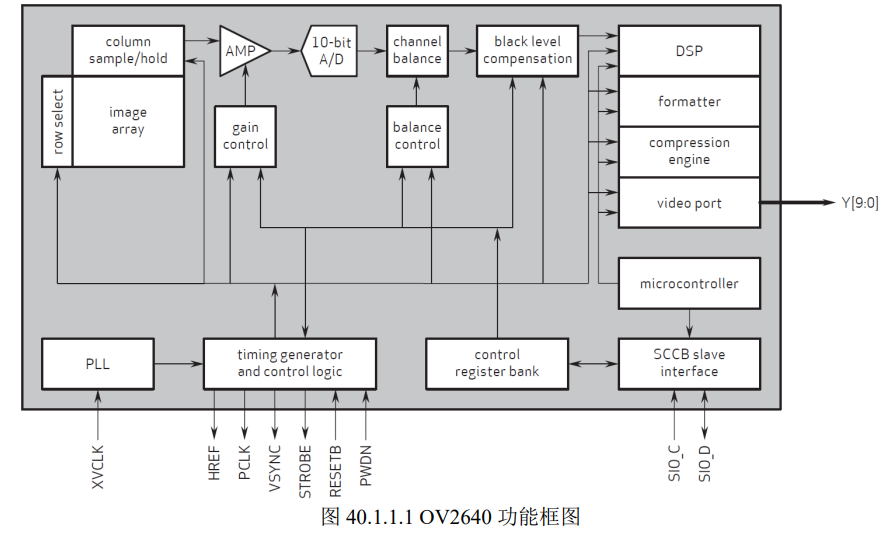 column
sample/hold
AMP
10-bit
A/D
channel
balance
black level
compensation
DSP
row select
image
array
gain
control
balance
control
formatter
compression
engine
video port
Y[9:0]
microcontroller
PLL
timing generator
and control logic
control
register bank
SCCB slave
interface
XVCLK
HREF
PCLK
VSYNC
STROBE
RESETB
PWDN
SIO_C
SIO_D
图 40.1.1.1 OV2640 功能框图